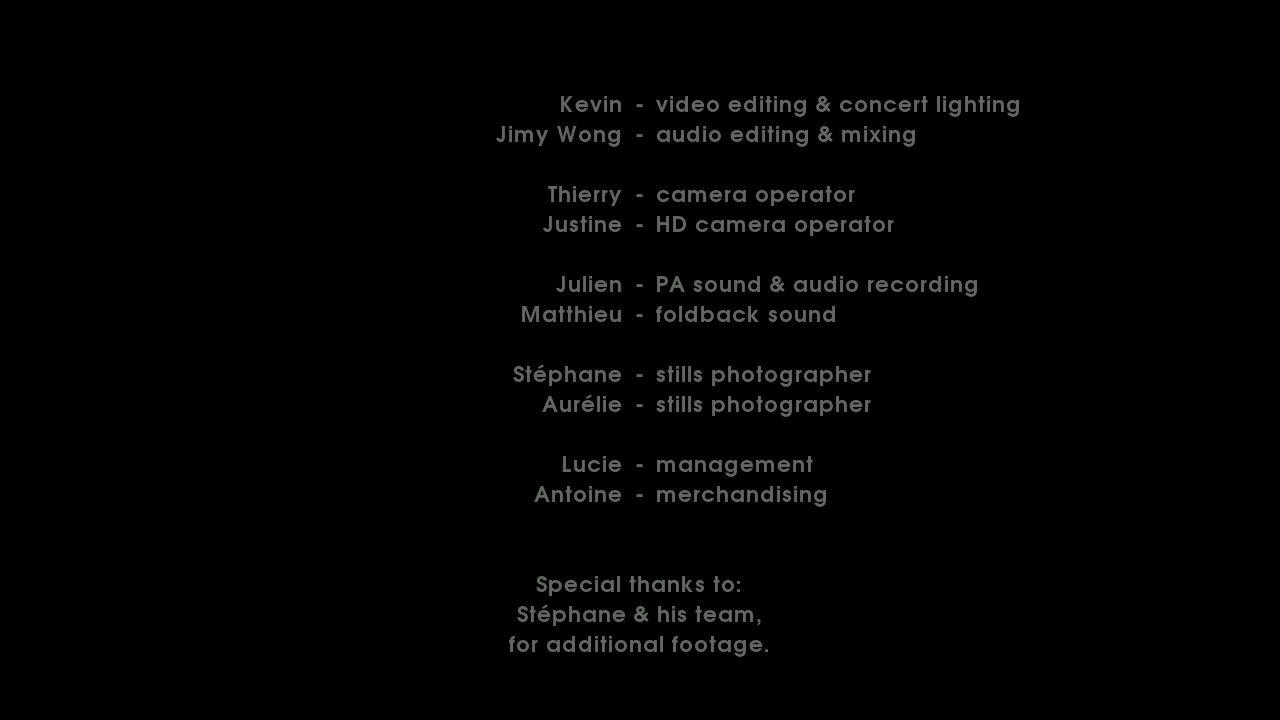 Kevin - video editing & concert lighting
Jimy Wong - audio editing & mixing
Thierry - camera operator
Justine - HD camera operator
Julien - PA sound & audio recording
Matthieu - foldback sound
Stéphane - stills photographer
Aurélie - stills photographer
Lucie - management
Antoine - merchandising
Special thanks to:
Stéphane & his team,
for additional footage.